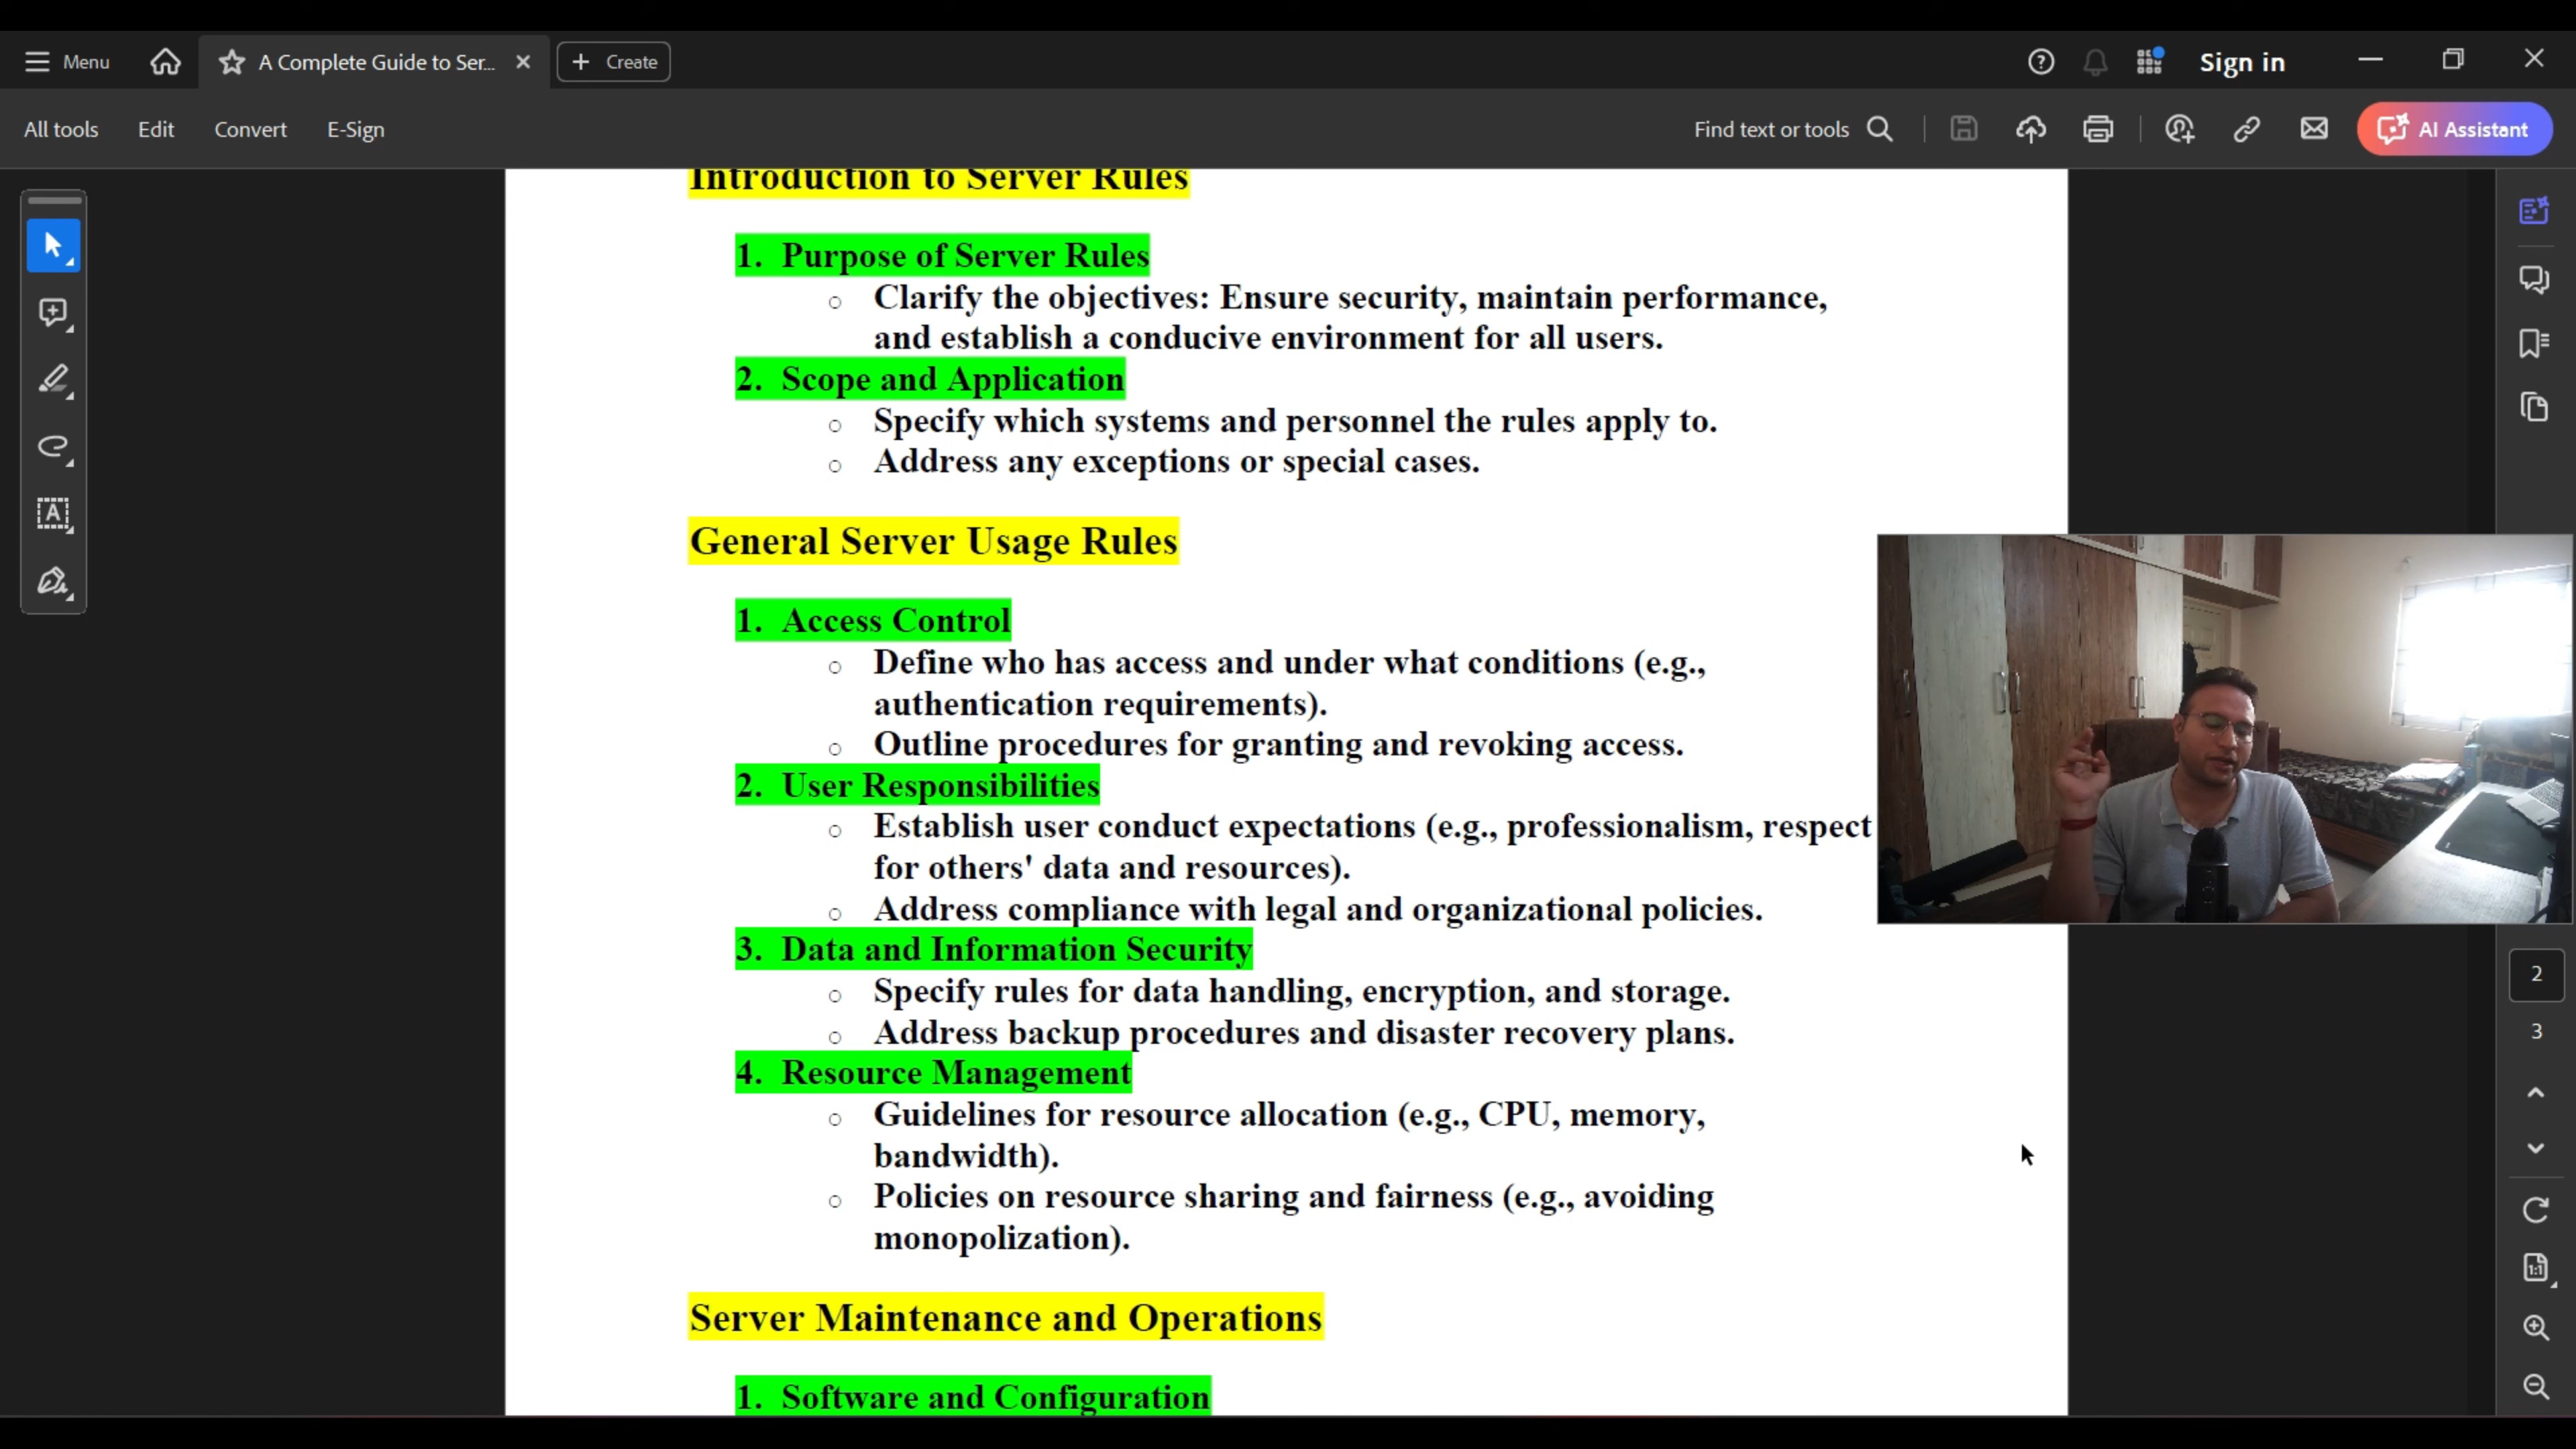 Menu
A Complete Guide to Ser...
Create
Sign in
All tools
Edit
Convert
E-Sign
Find text or tools
AI Assistant
Introduction to Server Rules
1. Purpose of Server Rules
Clarify the objectives: Ensure security, maintain performance,
and establish a conducive environment for all users.
2. Scope and Application
Specify which systems and personnel the rules apply to.
Address any exceptions or special cases.
General Server Usage Rules
1. Access Control
Define who has access and under what conditions (e.g.,
authentication requirements).
Outline procedures for granting and revoking access.
2. User Responsibilities
Establish user conduct expectations (e.g., professionalism, respect
for others' data and resources).
Address compliance with legal and organizational policies.
3. Data and Information Security
Specify rules for data handling, encryption, and storage.
Address backup procedures and disaster recovery plans.
4. Resource Management
Guidelines for resource allocation (e.g., CPU, memory,
bandwidth).
Policies on resource sharing and fairness (e.g., avoiding
monopolization).
Server Maintenance and Operations
1. Software and Configuration
2
3